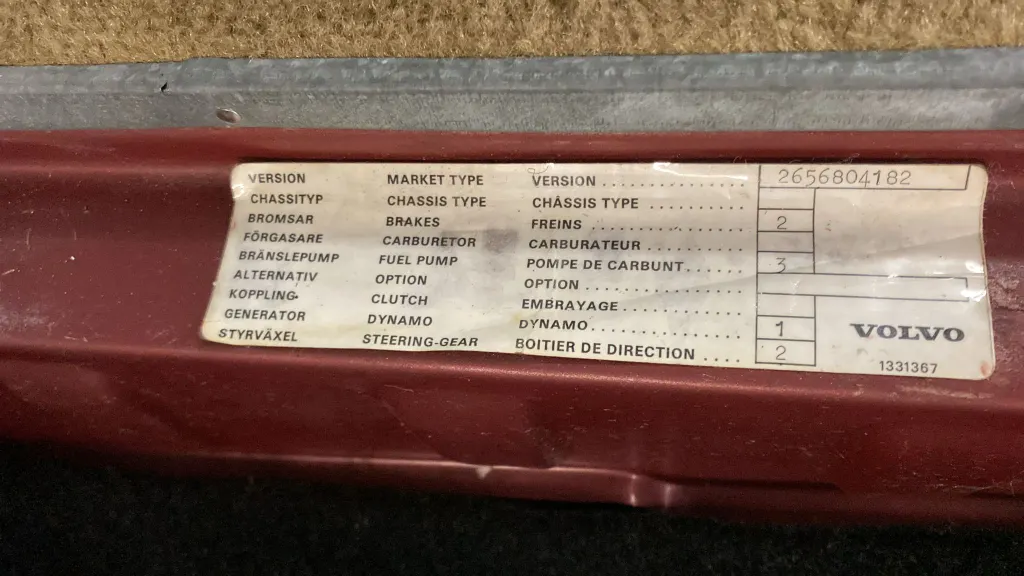 VERSION MARKET TYPE VERSION 2656804182
CHASSITYP CHASSIS TYPE CHÂSSIS TYPE
BROMSAR BRAKES FREINS 2
FÖRGASARE CARBURETOR CARBURATEUR
BRÄNSLEPUMP FUEL PUMP POMPE DE CARBUNT. 3
ALTERNATIV OPTION OPTION
KOPPLING CLUTCH EMBRAYAGE
GENERATOR DYNAMO DYNAMO 1
STYRVÄXEL STEERING-GEAR BOITIER DE DIRECTION 2
VOLVO
1331367